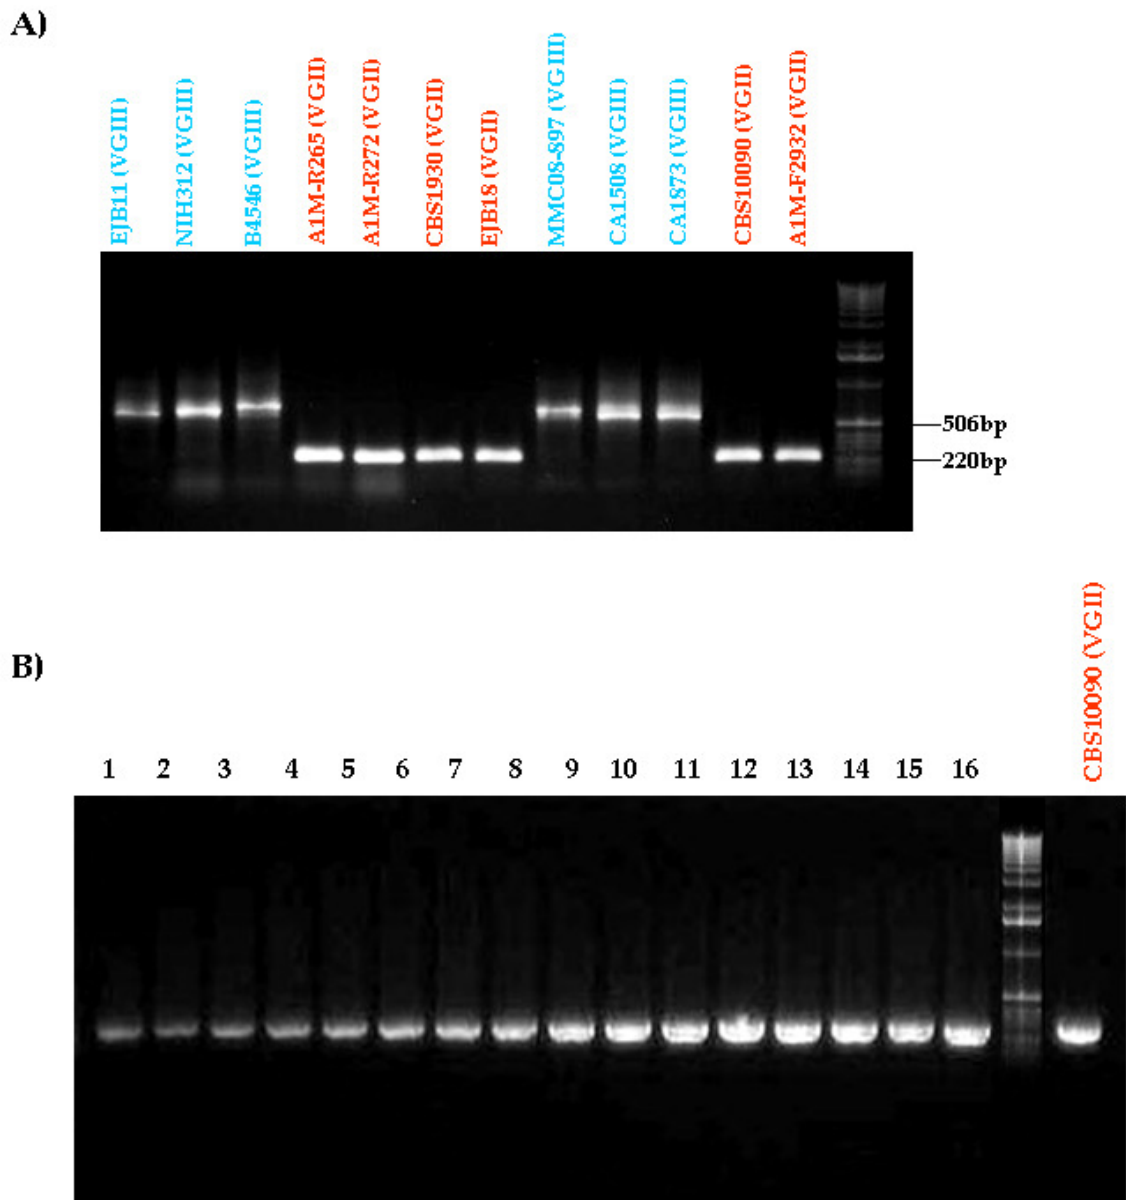 A)
EJB11 (VGIII)
NIH312 (VGIII)
B4546 (VGIII)
A1M-R265 (VGII)
A1M-R272 (VGII)
CBS1930 (VGII)
EJB18 (VGII)
MMC08-897 (VGIII)
CA1508 (VGIII)
CA1873 (VGIII)
CBS10090 (VGII)
A1M-F2932 (VGII)
506bp
220bp
B)
CBS10090 (VGII)
1 2 3 4 5 6 7 8 9 10 11 12 13 14 15 16